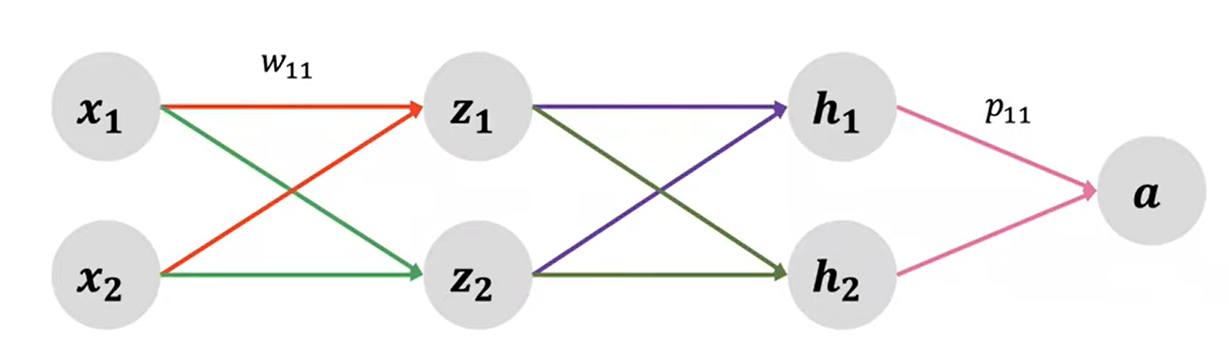 w₁₁
x₁ z₁ h₁ p₁₁
a
x₂ z₂ h₂